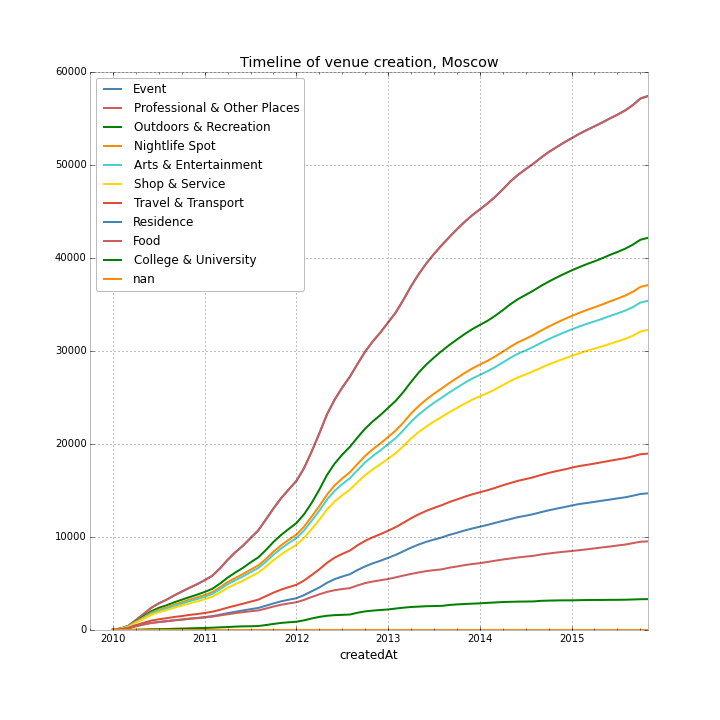 Timeline of venue creation, Moscow
60000
50000
40000
30000
20000
10000
0
Event
Professional & Other Places
Outdoors & Recreation
Nightlife Spot
Arts & Entertainment
Shop & Service
Travel & Transport
Residence
Food
College & University
nan
2010 2011 2012 2013 2014 2015
createdAt